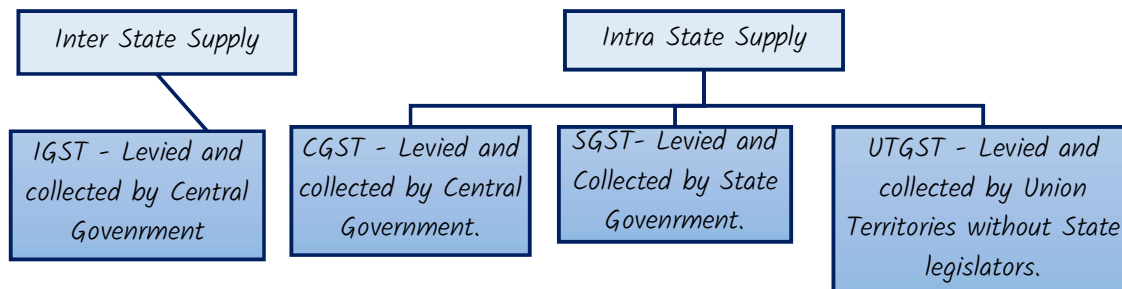 Inter State Supply
Intra State Supply
IGST - Levied and
collected by Central
Govenrment
CGST - Levied and
collected by Central
Government.
SGST- Levied and
Collected by State
Govenrment.
UTGST - Levied and
collected by Union
Territories without State
legislators.